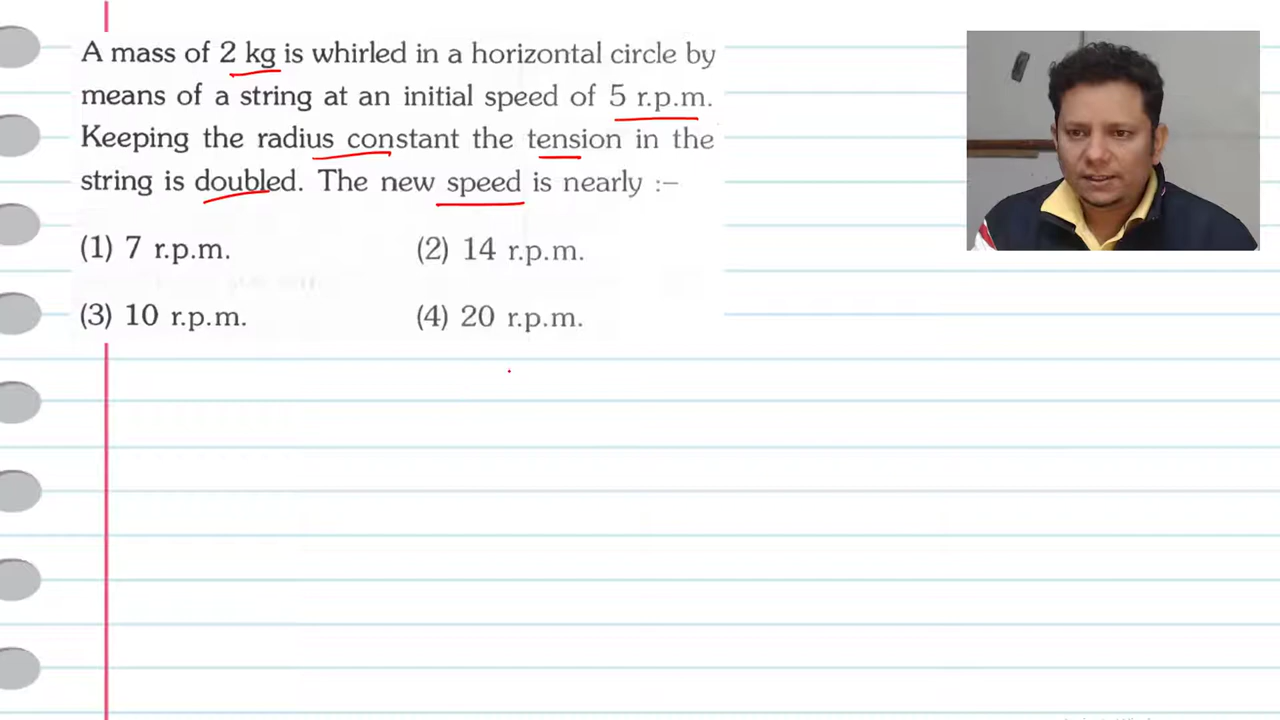 A mass of 2 kg is whirled in a horizontal circle by
means of a string at an initial speed of 5 r.p.m.
Keeping the radius constant the tension in the
string is doubled. The new speed is nearly :–
(1) 7 r.p.m. (2) 14 r.p.m.
(3) 10 r.p.m. (4) 20 r.p.m.